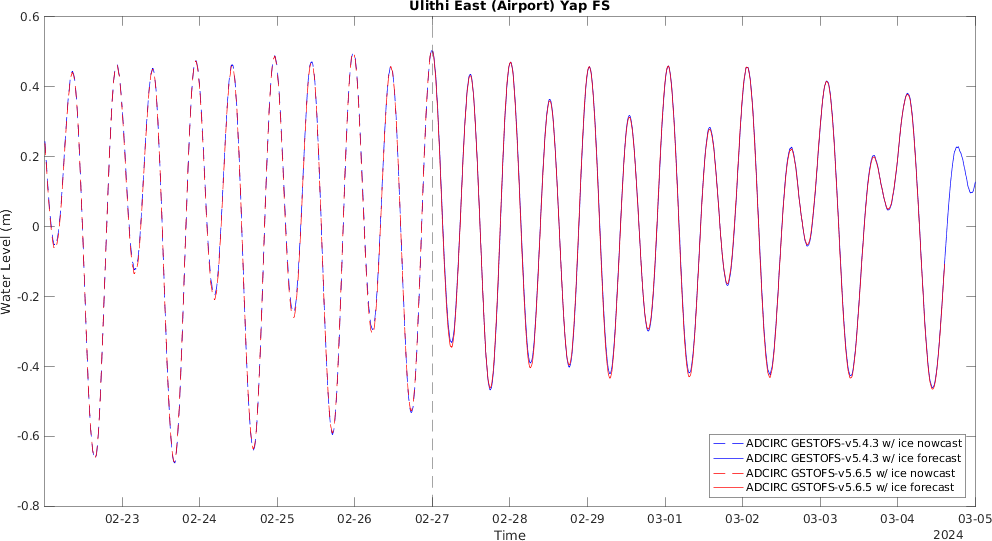 Ulithi East (Airport) Yap FS
0.6
0.4
0.2
0
-0.2
-0.4
-0.6
-0.8
Water Level (m)
02-23 02-24 02-25 02-26 02-27 02-28 02-29 03-01 03-02 03-03 03-04 03-05
Time
2024
ADCIRC GESTOFS-v5.4.3 w/ ice nowcast
ADCIRC GESTOFS-v5.4.3 w/ ice forecast
ADCIRC GSTOFS-v5.6.5 w/ ice nowcast
ADCIRC GSTOFS-v5.6.5 w/ ice forecast